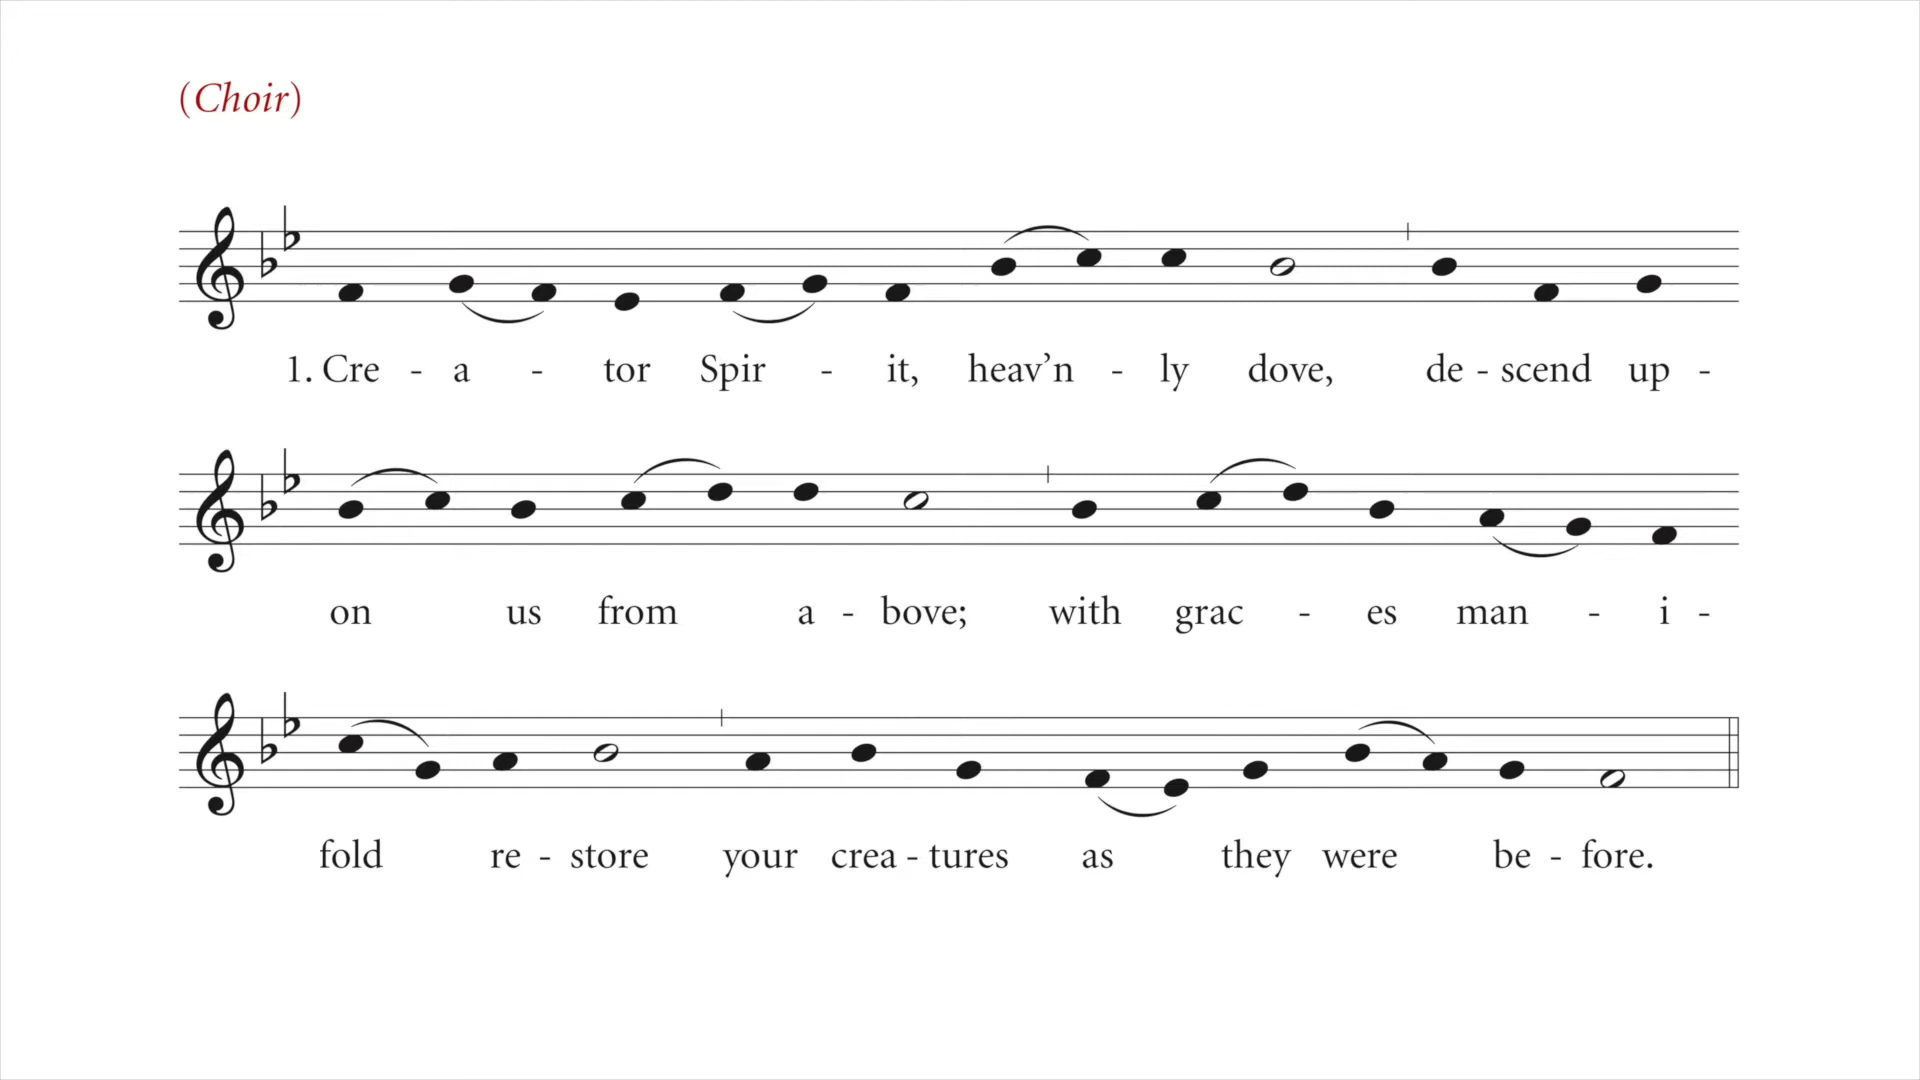 (Choir)
1. Cre - a - tor Spir - it, heav’n - ly dove, de - scend up -
on us from a - bove; with grac - es man - i -
fold re - store your crea - tures as they were be - fore.